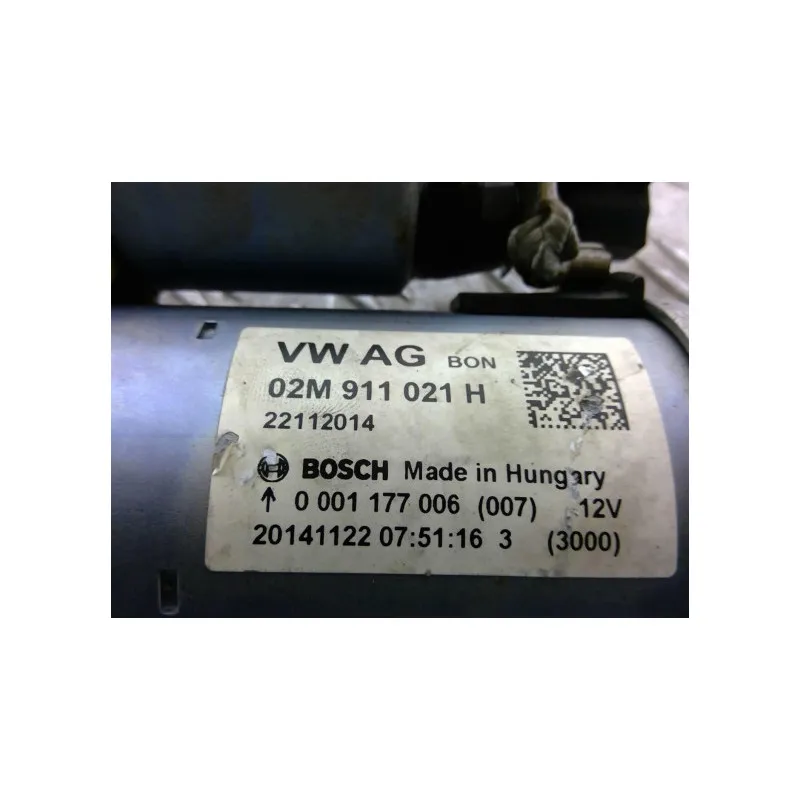 VW AG BON
02M 911 021 H
22112014
BOSCH Made in Hungary
↑ 0 001 177 006 (007) 12V
20141122 07:51:16 3 (3000)